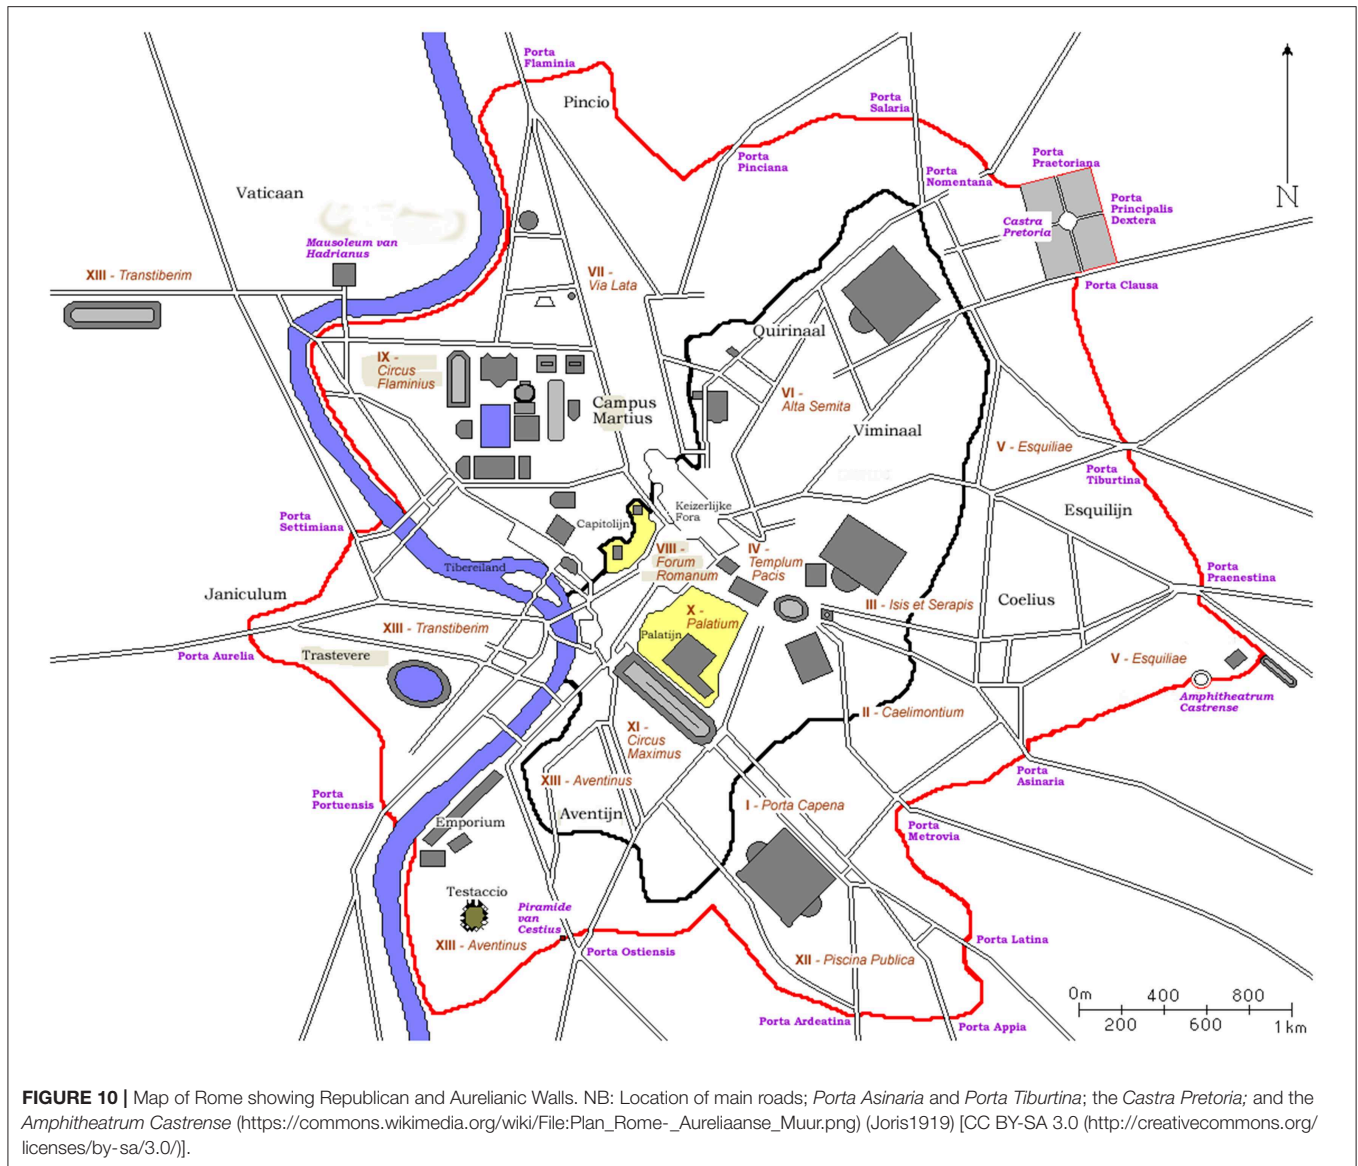 Porta
Flaminia
Pincio
Porta
Salaria
Porta
Pinciana
Porta
Praetoriana
Porta
Nomentana
Porta
Principalis
Dextera
Castra
Pretoria
N
Vaticaan
Mausoleum van
Hadrianus
XIII - Transtiberim
VII -
Via Lata
Porta Clausa
Quirinaal
IX -
Circus
Flaminius
Campus
Martius
VI -
Alta Semita
Viminaal
V - Esquiliae
Porta
Tiburtina
Esquilijn
Porta
Settimiana
Capitolijn
Keizerlijke
Fora
VIII -
Forum
Romanum
IV -
Templum
Pacis
Tibereiland
Porta
Praenestina
Janiculum
Coelius
III - Isis et Serapis
X -
Palatium
XIII - Transtiberim
Palatijn
Porta Aurelia
Trastevere
V - Esquiliae
Amphitheatrum
Castrense
II - Caelimontium
XI -
Circus
Maximus
XIII - Aventinus
Porta
Asinaria
Porta
Portuensis
I - Porta Capena
Aventijn
Emporium
Porta
Metrovia
Testaccio
Piramide
van
Cestius
XIII - Aventinus
Porta Ostiensis
Porta Latina
XII - Piscina Publica
Porta Ardeatina
Porta Appia
0m 400 800
200 600 1km
FIGURE 10 | Map of Rome showing Republican and Aurelianic Walls. NB: Location of main roads; Porta Asinaria and Porta Tiburtina; the Castra Pretoria; and the
Amphitheatrum Castrense (https://commons.wikimedia.org/wiki/File:Plan_Rome-_Aureliaanse_Muur.png) (Joris1919) [CC BY-SA 3.0 (http://creativecommons.org/
licenses/by-sa/3.0/)].